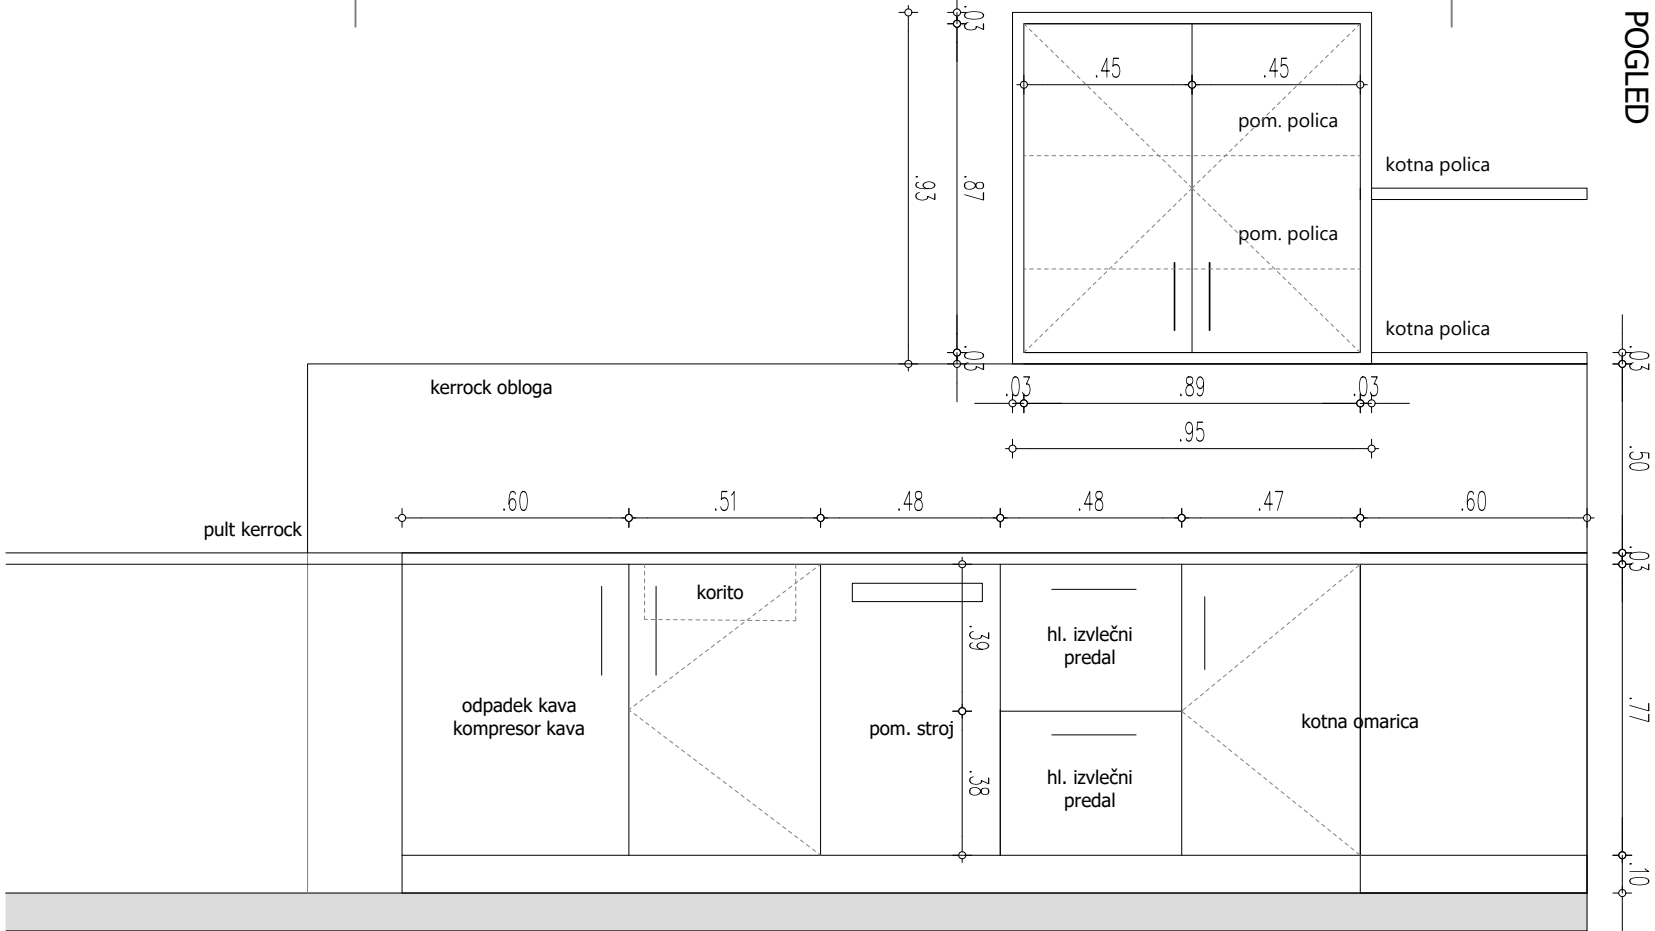 POGLED
.03
.45
.45
pom. polica
kotna polica
.93
.87
pom. polica
kotna polica
.03
.03
kerrock obloga
.03
.89
.03
.95
.50
.60
.51
.48
.48
.47
.60
pult kerrock
.03
korito
.39
hl. izvlečni
predal
odpadek kava
kompresor kava
pom. stroj
kotna omarica
.77
.38
hl. izvlečni
predal
.10